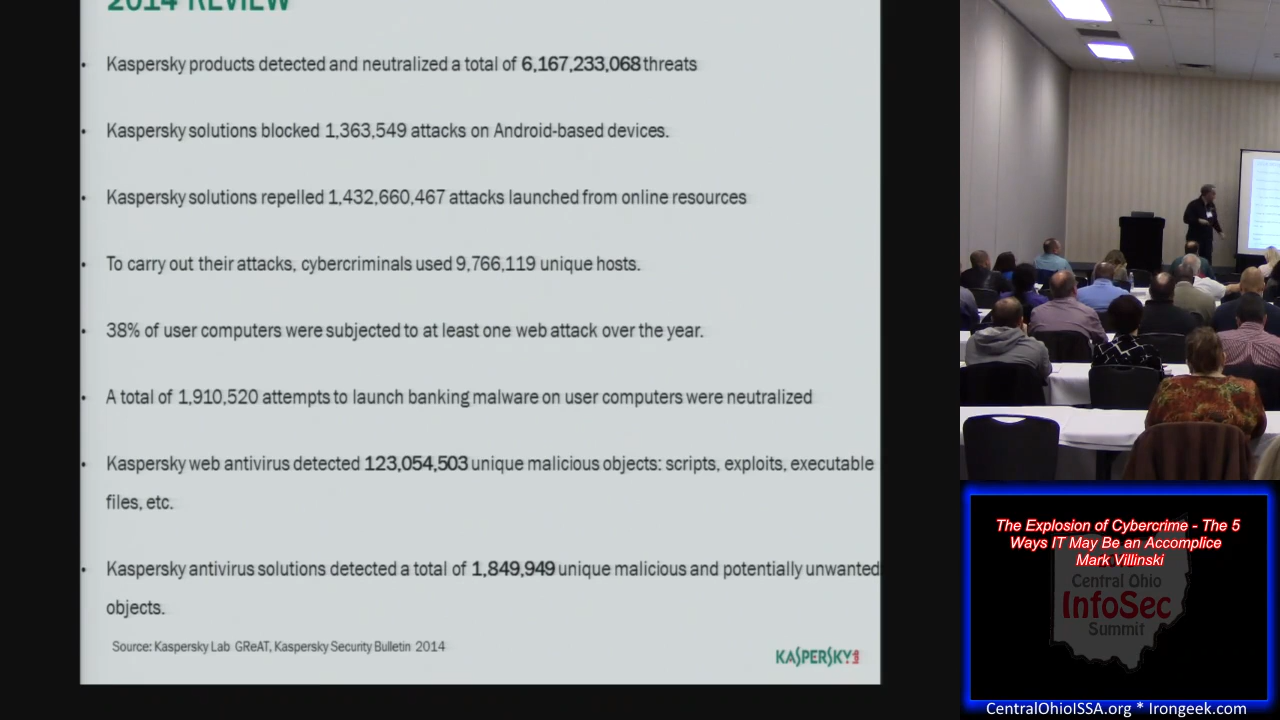 2014 REVIEW
• Kaspersky products detected and neutralized a total of 6,167,233,068 threats
• Kaspersky solutions blocked 1,363,549 attacks on Android-based devices.
• Kaspersky solutions repelled 1,432,660,467 attacks launched from online resources
• To carry out their attacks, cybercriminals used 9,766,119 unique hosts.
• 38% of user computers were subjected to at least one web attack over the year.
• A total of 1,910,520 attempts to launch banking malware on user computers were neutralized
• Kaspersky web antivirus detected 123,054,503 unique malicious objects: scripts, exploits, executable
files, etc.
• Kaspersky antivirus solutions detected a total of 1,849,949 unique malicious and potentially unwanted
objects.
Source: Kaspersky Lab GReAT, Kaspersky Security Bulletin 2014
KASPERSKY lab
The Explosion of Cybercrime - The 5
Ways IT May Be an Accomplice
Mark Villinski
Central Ohio
InfoSec
Summit
CentralOhioISSA.org * Irongeek.com